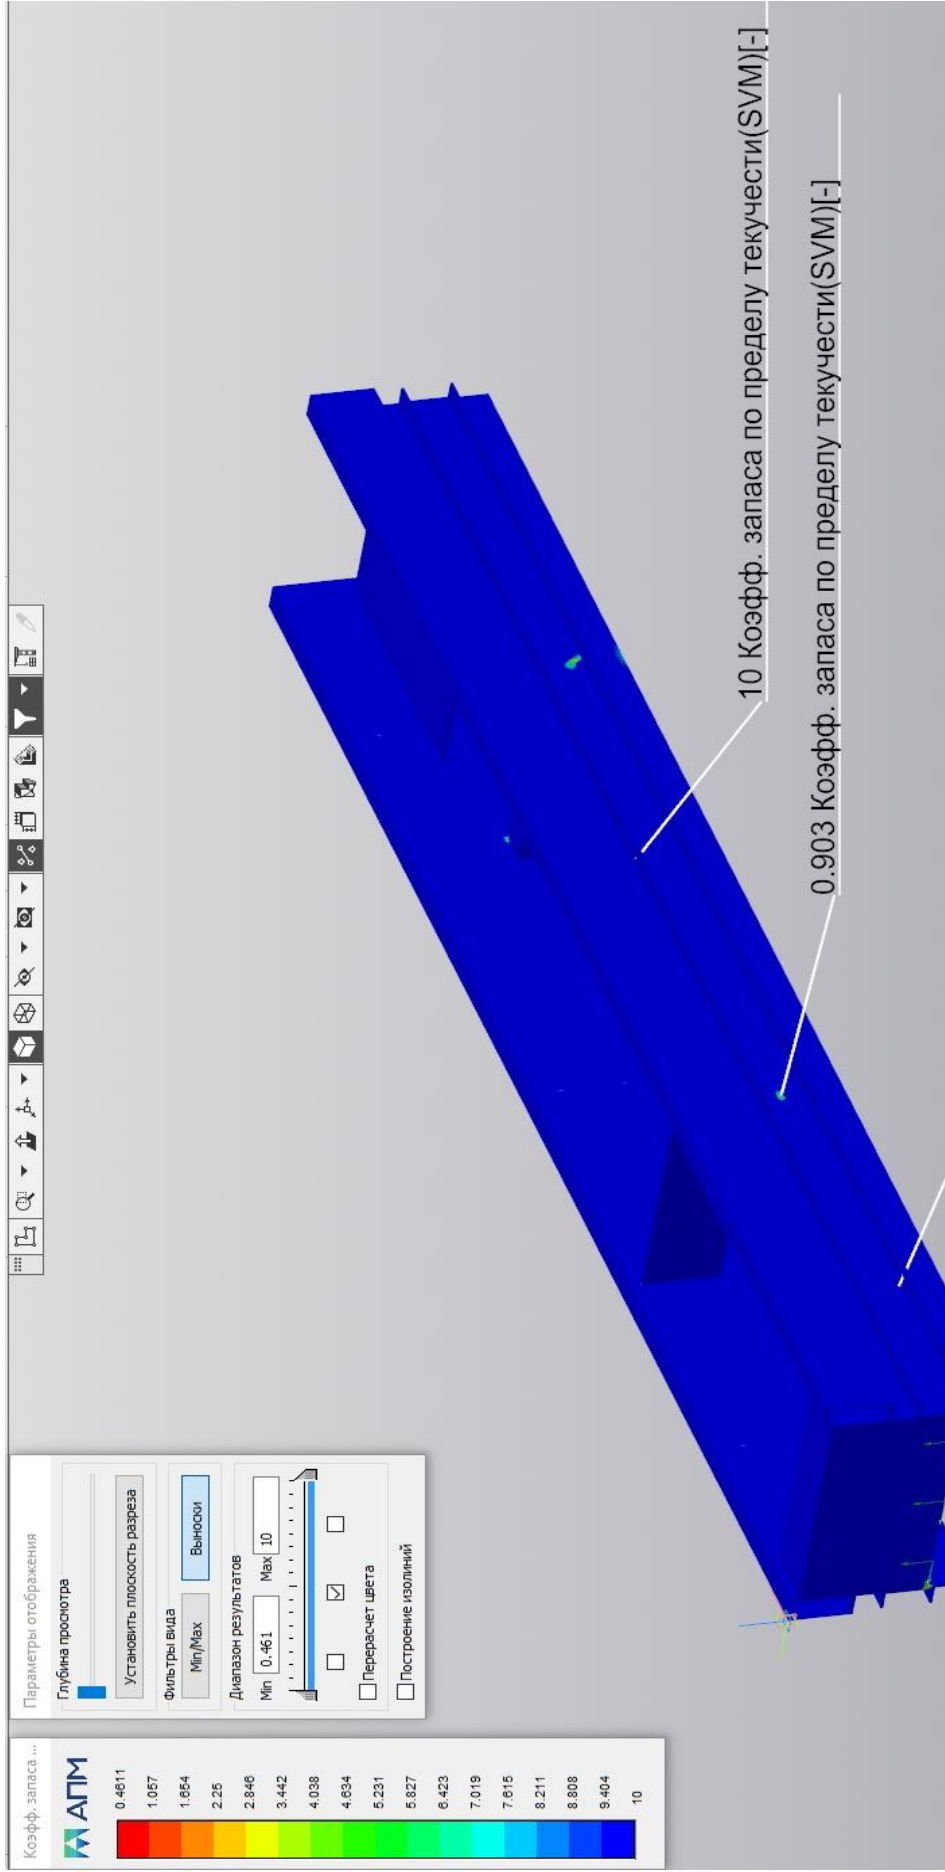 Коэфф. запаса ...
АПМ
0.4611
1.057
1.654
2.25
2.846
3.442
4.038
4.634
5.231
5.827
6.423
7.019
7.615
8.211
8.808
9.404
10
Параметры отображения
Глубина просмотра
Установить плоскость разреза
Фильтры вида
Min/Max Выноски
Диапазон результатов
Min 0.461 Max 10
Перерасчет цвета
Построение изолиний
10 Коэфф. запаса по пределу текучести(SVM)[-]
0.903 Коэфф. запаса по пределу текучести(SVM)[-]